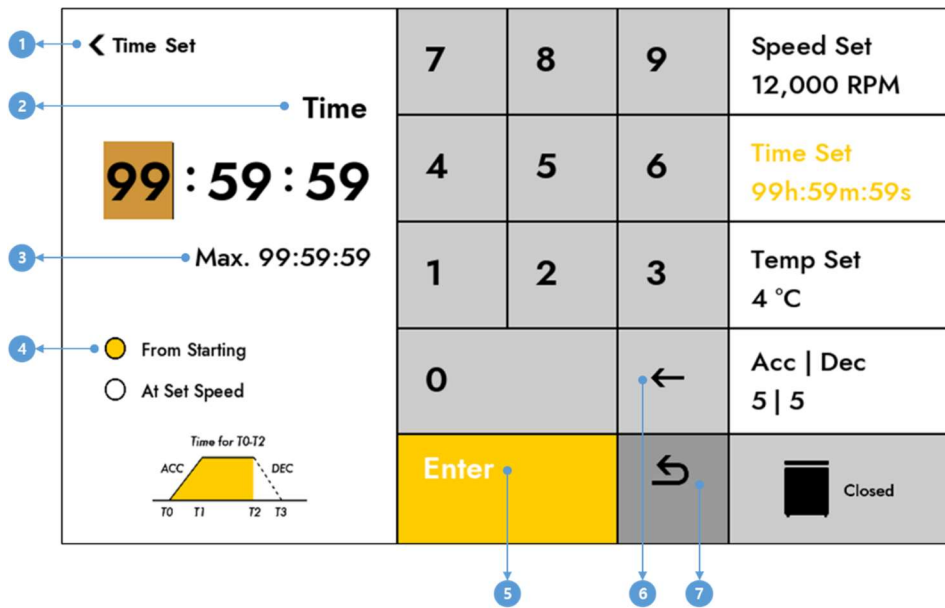 1
Time Set
2
Time
99:59:59
3
Max. 99:59:59
4
From Starting
At Set Speed
Time for T0-T2
ACC
DEC
T0 T1 T2 T3
7 8 9
4 5 6
1 2 3
0 ←
Enter
5 6 7
Speed Set
12,000 RPM
Time Set
99h:59m:59s
Temp Set
4 °C
Acc | Dec
5 | 5
Closed